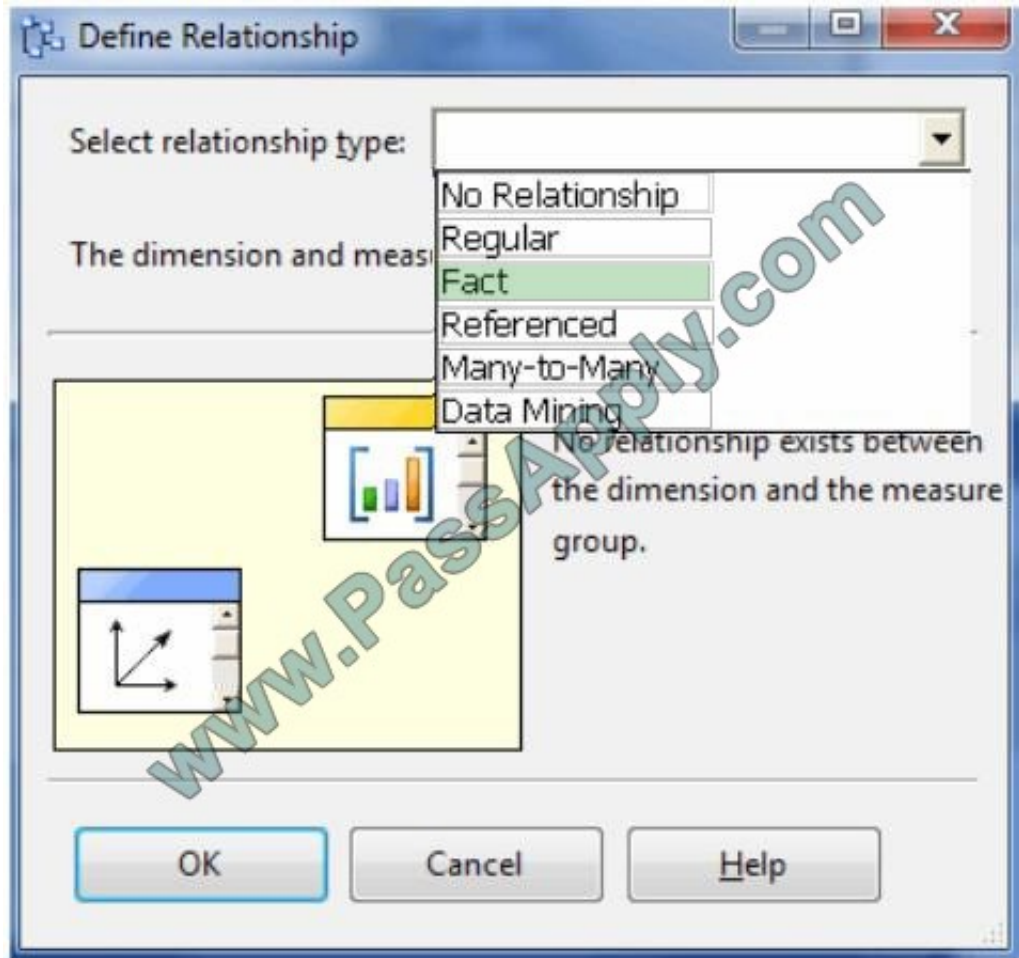 Define Relationship
Select relationship type:
No Relationship
Regular
The dimension and meas
Fact
Referenced
Many-to-Many
Data Mining
No relationship exists between
the dimension and the measure
group.
www.PassApply.com
OK
Cancel
Help